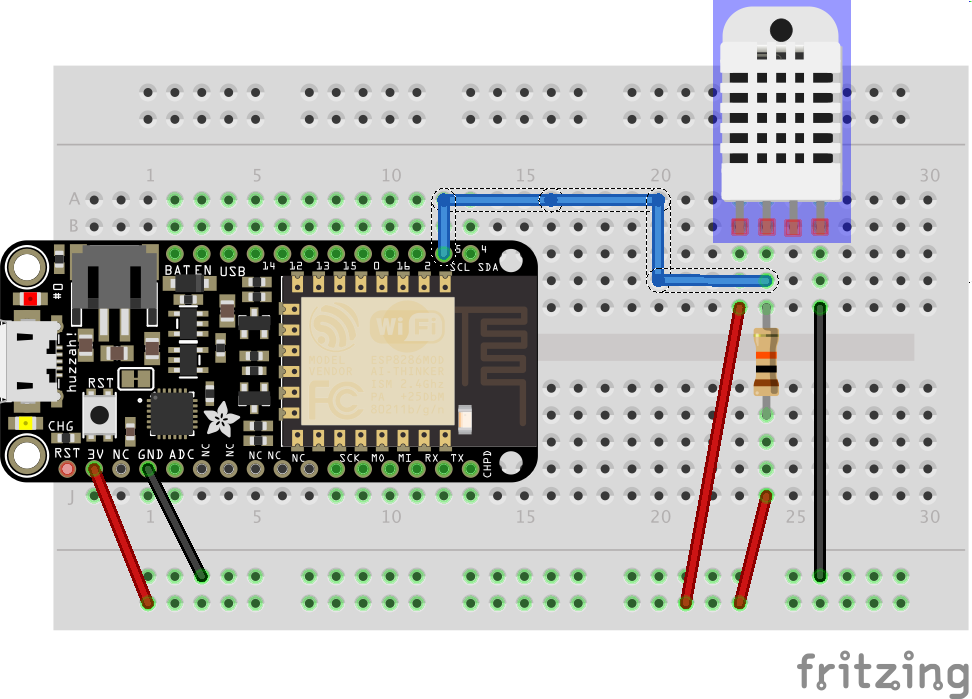 1 5 10 15 20 30
A
B
BAT EN USB 14 12 13 15 0 16 2 5 4
SCL SDA
#0
huzzah!
WiFi
FC
RST
CHG
RST 3V NC GND ADC NC NC NC NC NC SCK MO MI RX TX CHPD
J
1 5 10 15 20 25 30
fritzing